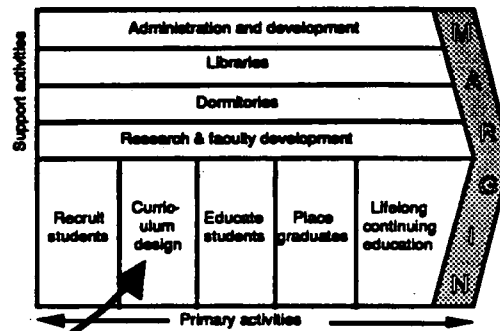 Administration and development
Libraries
Dormitories
Research & faculty development
Support activities
Recruit
students
Curric-
ulum
design
Educate
students
Place
graduates
Lifelong
continuing
education
MARGIN
Primary activities